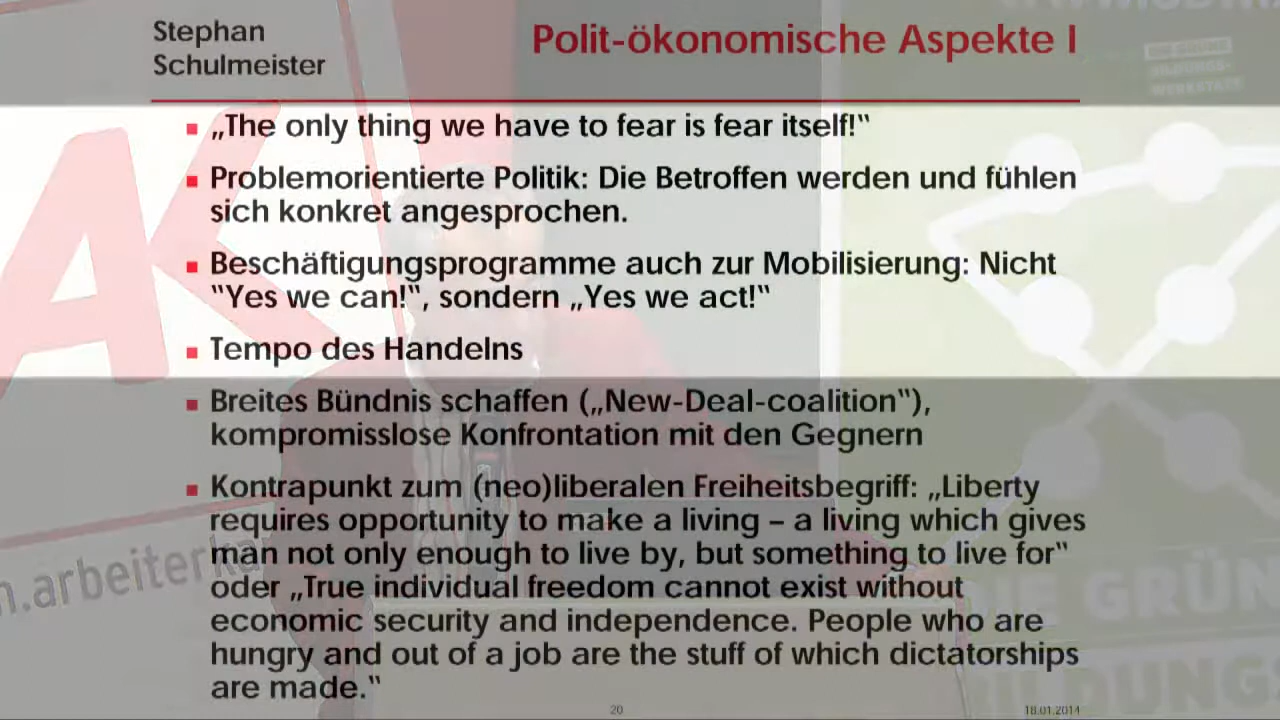 Stephan
Schulmeister
Polit-ökonomische Aspekte I
„The only thing we have to fear is fear itself!“
Problemorientierte Politik: Die Betroffen werden und fühlen
sich konkret angesprochen.
Beschäftigungsprogramme auch zur Mobilisierung: Nicht
“Yes we can!“, sondern „Yes we act!“
Tempo des Handelns
Breites Bündnis schaffen („New-Deal-coalition“),
kompromisslose Konfrontation mit den Gegnern
Kontrapunkt zum (neo)liberalen Freiheitsbegriff: „Liberty
requires opportunity to make a living – a living which gives
man not only enough to live by, but something to live for“
oder „True individual freedom cannot exist without
economic security and independence. People who are
hungry and out of a job are the stuff of which dictatorships
are made.“
20
18.01.2014
AK
n.arbeiterka
DIE GRÜN
BILDUNGS